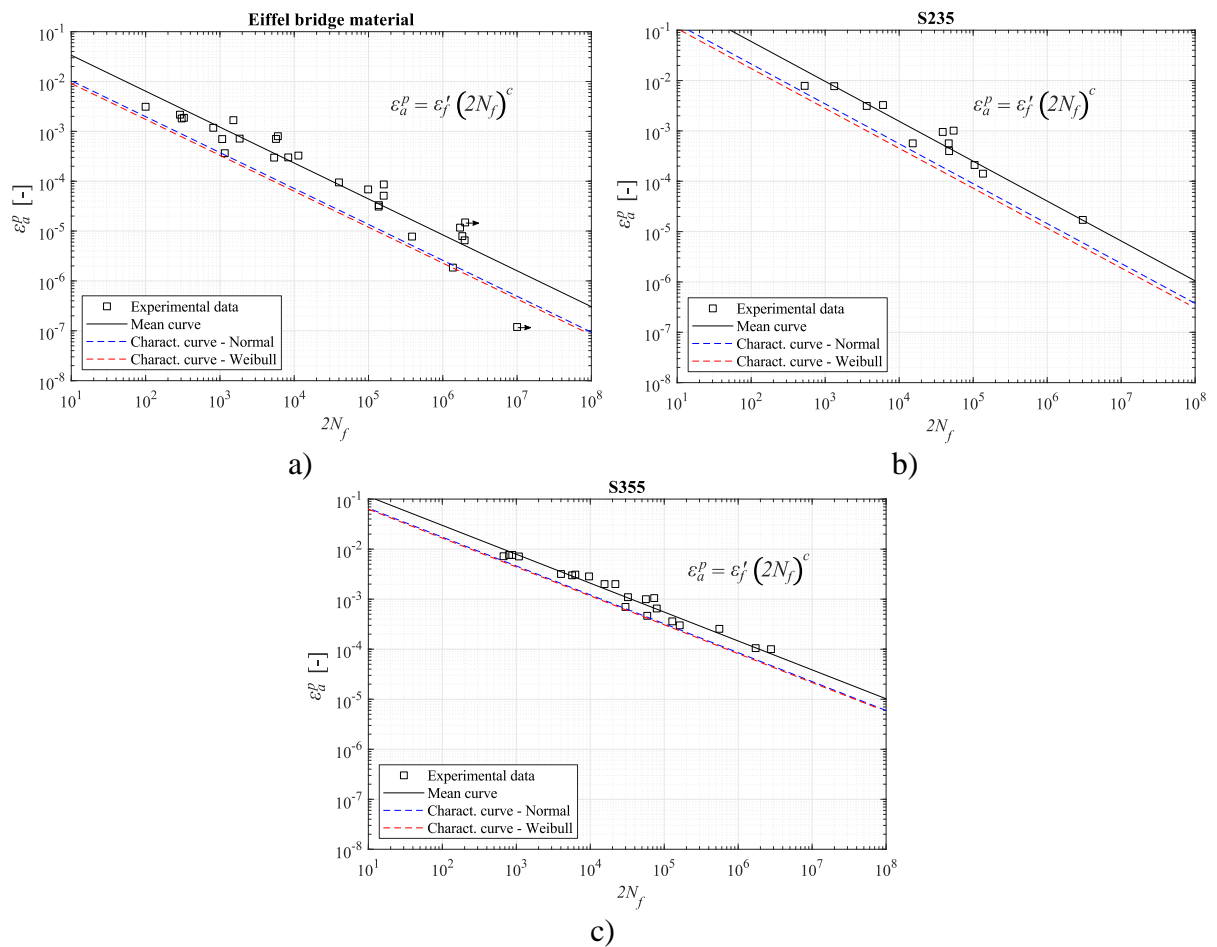 Eiffel bridge material
10^-1
10^-2
10^-3
10^-4
10^-5
10^-6
10^-7
10^-8
ε_a^p [-]
ε_a^p = ε_f′ (2N_f)^c
Experimental data
Mean curve
Charact. curve - Normal
Charact. curve - Weibull
10^1 10^2 10^3 10^4 10^5 10^6 10^7 10^8
2N_f
a)
S235
10^-1
10^-2
10^-3
10^-4
10^-5
10^-6
10^-7
10^-8
ε_a^p [-]
ε_a^p = ε_f′ (2N_f)^c
Experimental data
Mean curve
Charact. curve - Normal
Charact. curve - Weibull
10^1 10^2 10^3 10^4 10^5 10^6 10^7 10^8
2N_f
b)
S355
10^-1
10^-2
10^-3
10^-4
10^-5
10^-6
10^-7
10^-8
ε_a^p [-]
ε_a^p = ε_f′ (2N_f)^c
Experimental data
Mean curve
Charact. curve - Normal
Charact. curve - Weibull
10^1 10^2 10^3 10^4 10^5 10^6 10^7 10^8
2N_f
c)